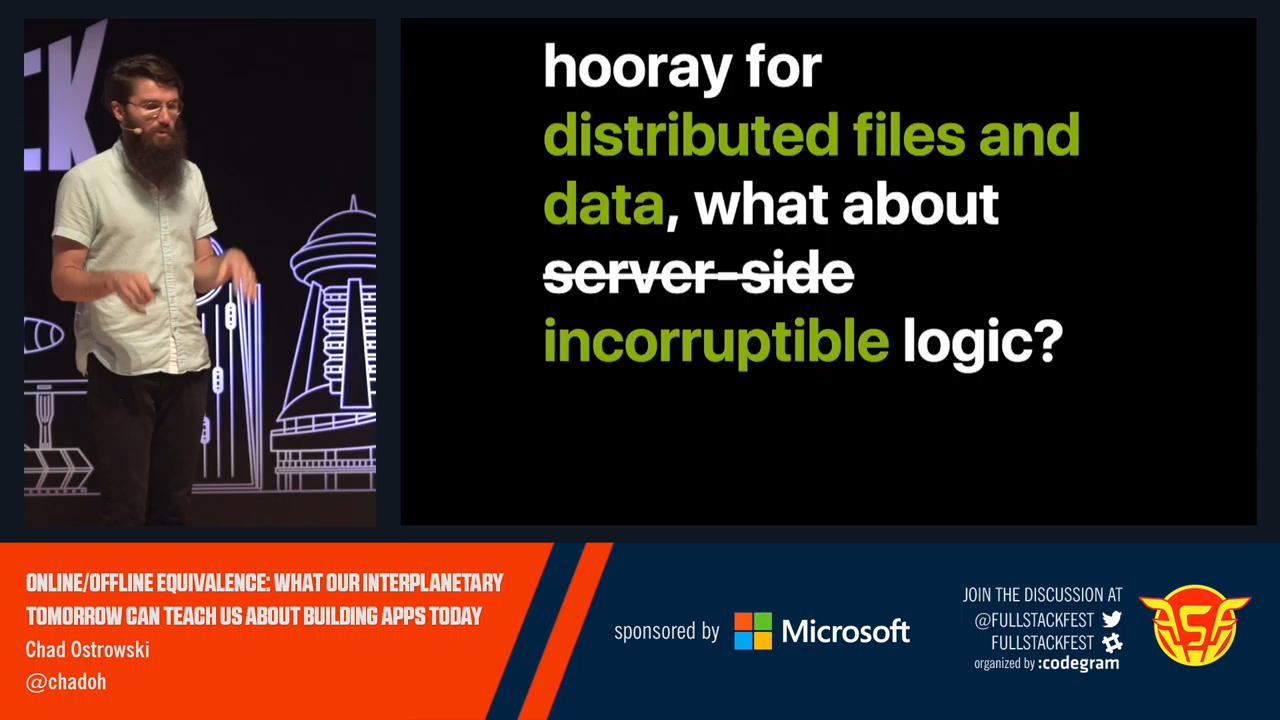 CK
hooray for
distributed files and
data, what about
server-side
incorruptible logic?
ONLINE/OFFLINE EQUIVALENCE: WHAT OUR INTERPLANETARY
TOMORROW CAN TEACH US ABOUT BUILDING APPS TODAY
Chad Ostrowski
@chadoh
sponsored by Microsoft
JOIN THE DISCUSSION AT
@FULLSTACKFEST
FULLSTACKFEST
organized by :codegram
FSF